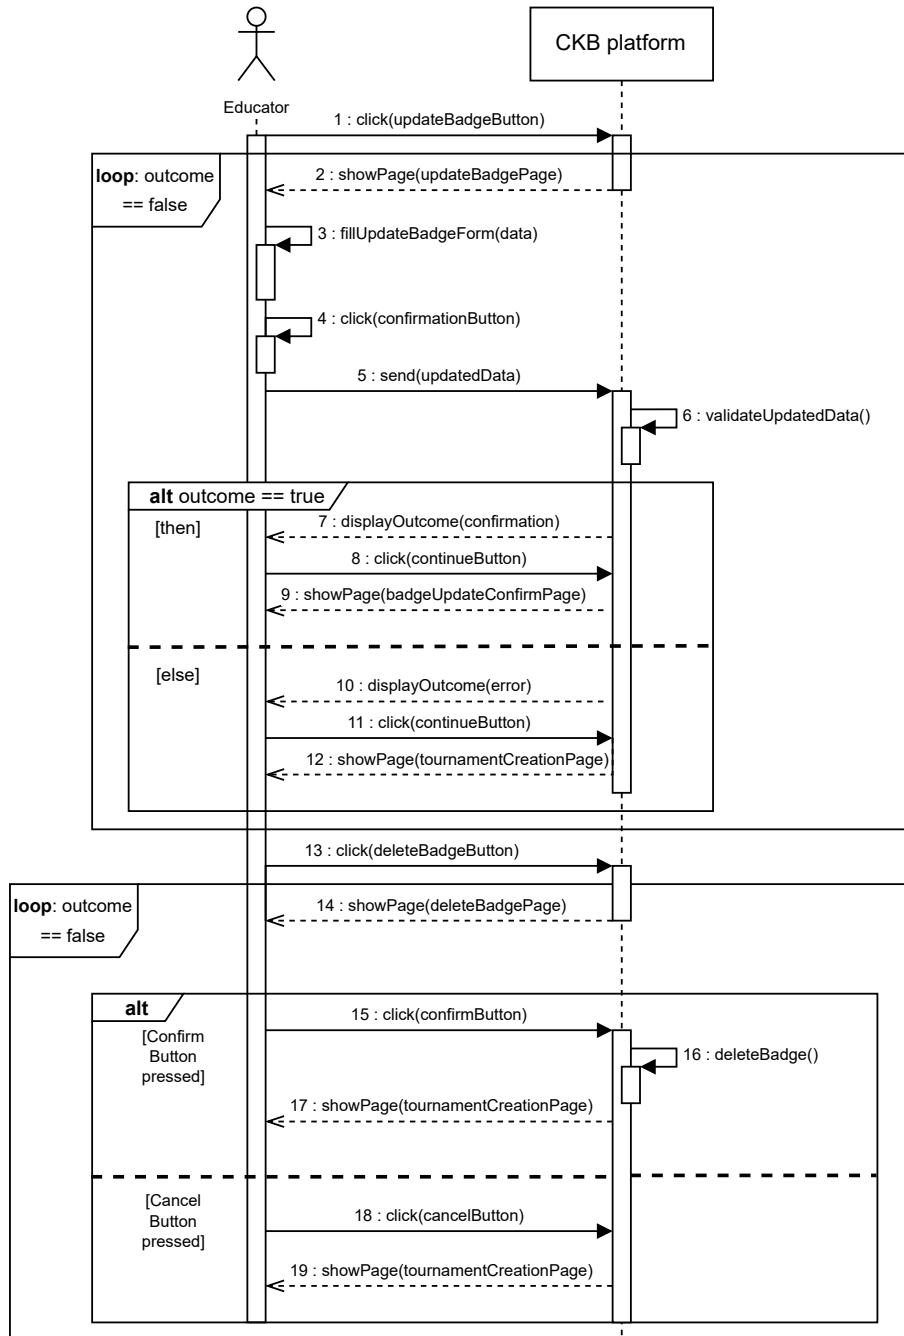 CKB platform
Educator
1 : click(updateBadgeButton)
loop: outcome
== false
2 : showPage(updateBadgePage)
3 : fillUpdateBadgeForm(data)
4 : click(confirmationButton)
5 : send(updatedData)
6 : validateUpdatedData()
alt outcome == true
[then]
7 : displayOutcome(confirmation)
8 : click(continueButton)
9 : showPage(badgeUpdateConfirmPage)
[else]
10 : displayOutcome(error)
11 : click(continueButton)
12 : showPage(tournamentCreationPage)
13 : click(deleteBadgeButton)
loop: outcome
== false
14 : showPage(deleteBadgePage)
alt
15 : click(confirmButton)
[Confirm
Button
pressed]
16 : deleteBadge()
17 : showPage(tournamentCreationPage)
[Cancel
Button
pressed]
18 : click(cancelButton)
19 : showPage(tournamentCreationPage)